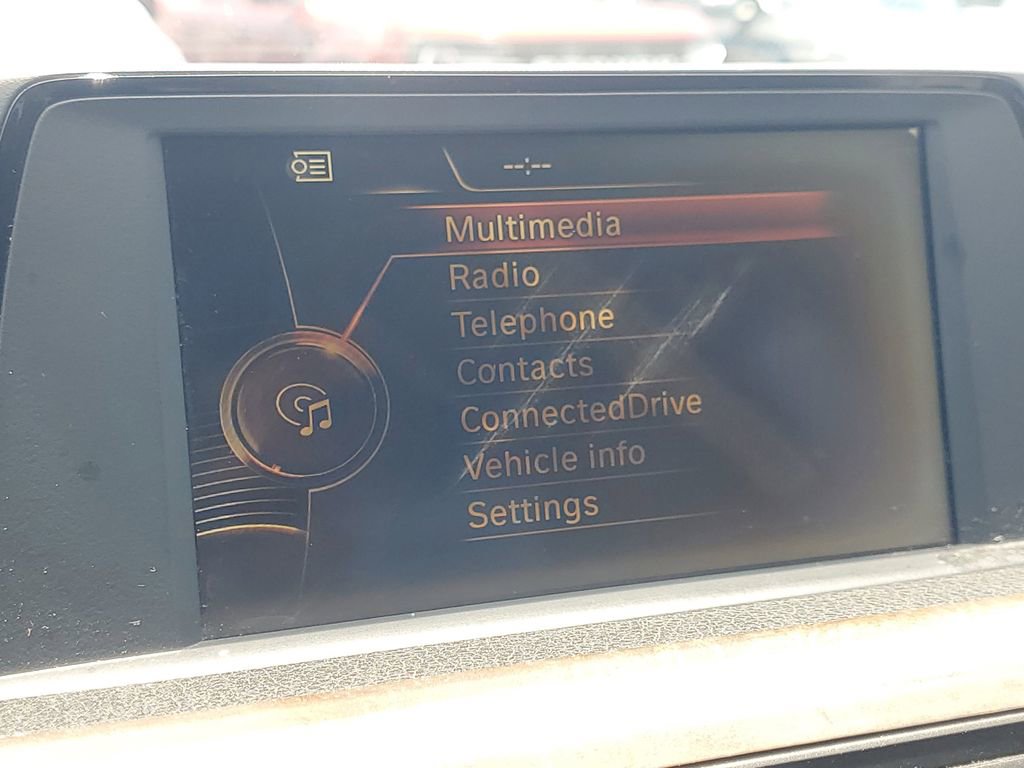 --:--
Multimedia
Radio
Telephone
Contacts
ConnectedDrive
Vehicle info
Settings